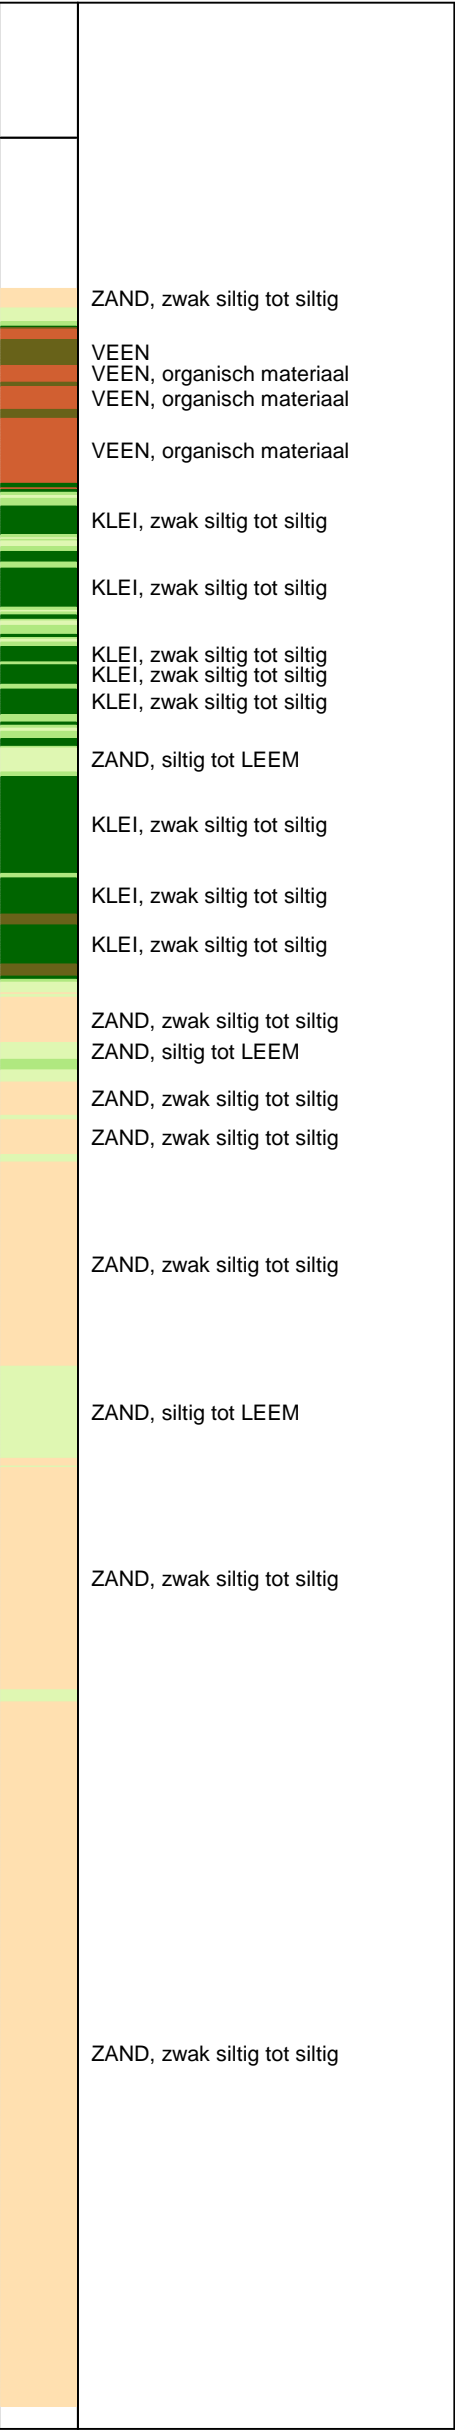 ZAND, zwak siltig tot siltig
VEEN
VEEN, organisch materiaal
VEEN, organisch materiaal
VEEN, organisch materiaal
KLEI, zwak siltig tot siltig
KLEI, zwak siltig tot siltig
KLEI, zwak siltig tot siltig
KLEI, zwak siltig tot siltig
KLEI, zwak siltig tot siltig
ZAND, siltig tot LEEM
KLEI, zwak siltig tot siltig
KLEI, zwak siltig tot siltig
KLEI, zwak siltig tot siltig
ZAND, zwak siltig tot siltig
ZAND, siltig tot LEEM
ZAND, zwak siltig tot siltig
ZAND, zwak siltig tot siltig
ZAND, zwak siltig tot siltig
ZAND, siltig tot LEEM
ZAND, zwak siltig tot siltig
ZAND, zwak siltig tot siltig